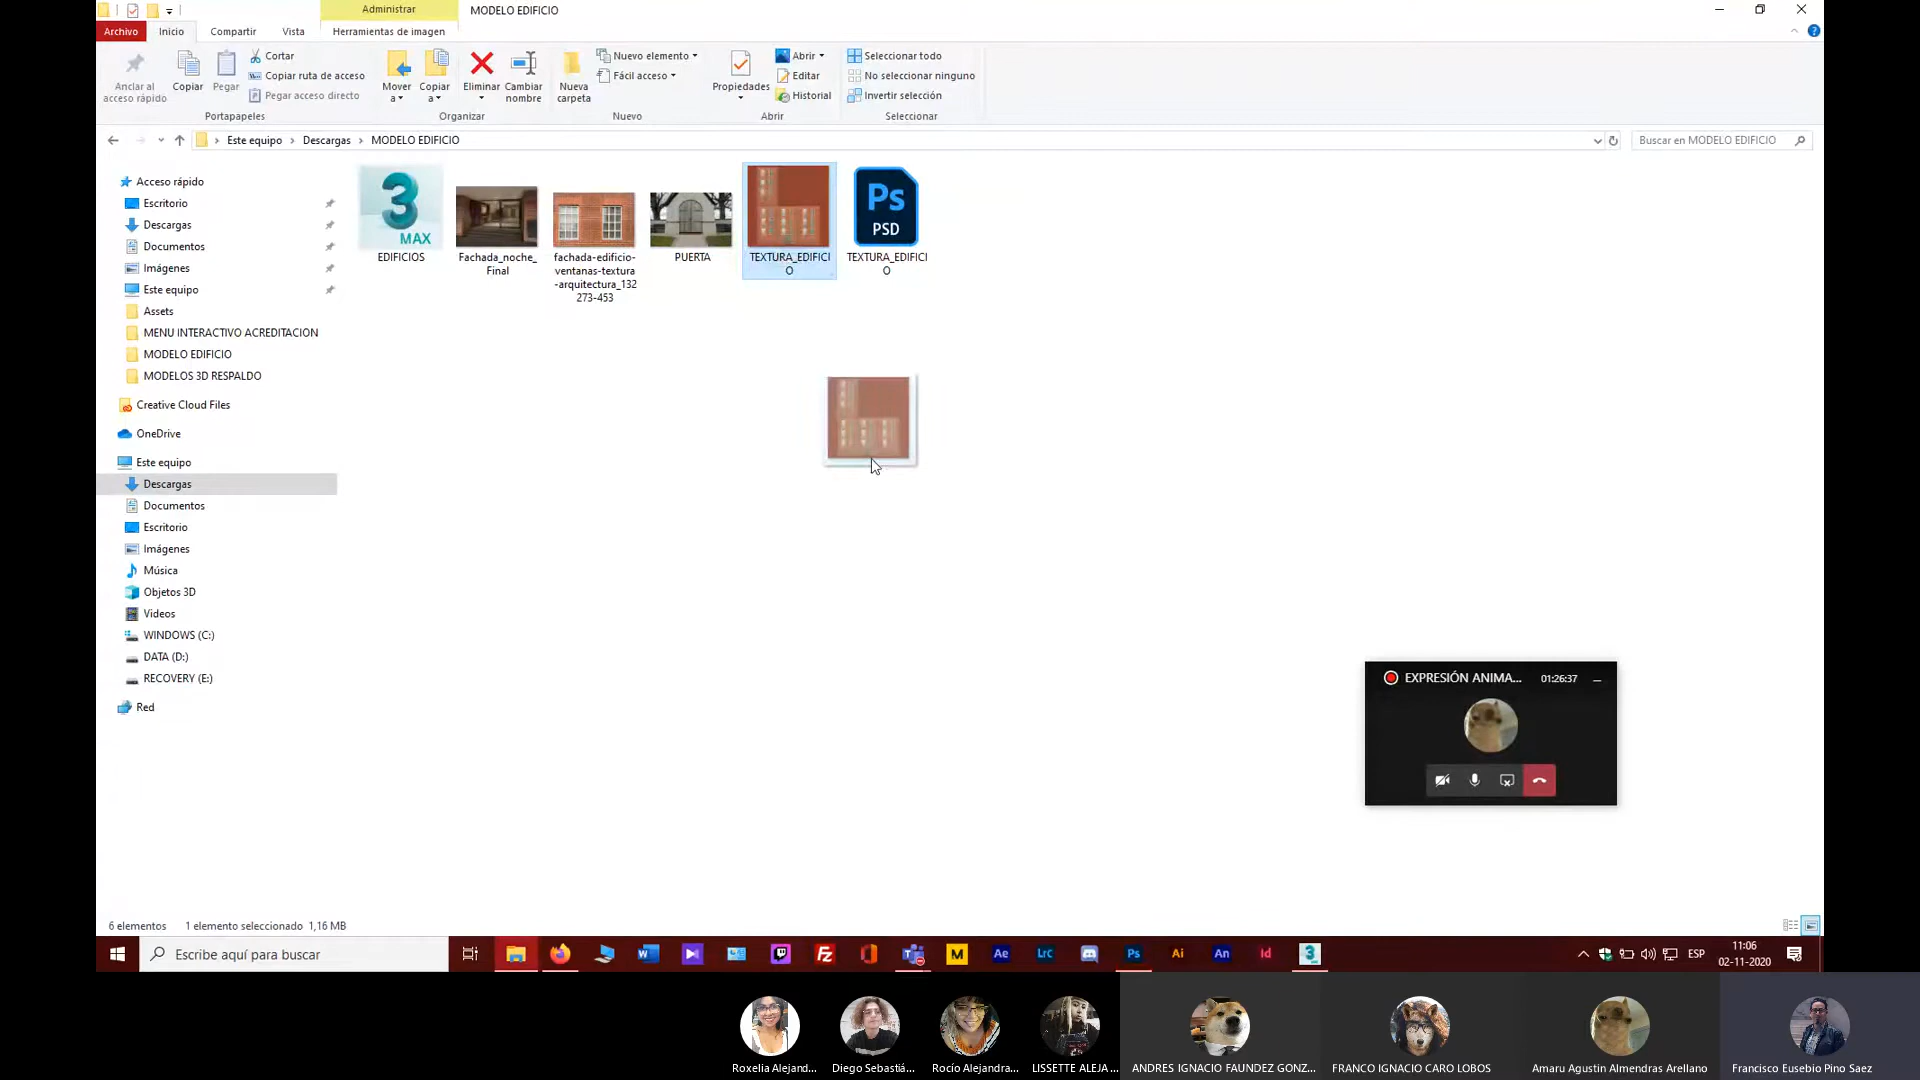 Administrar
MODELO EDIFICIO
Archivo
Inicio
Compartir
Vista
Herramientas de imagen
Anclar al
acceso rápido
Copiar
Pegar
Cortar
Copiar ruta de acceso
Pegar acceso directo
Portapapeles
Mover
a
Copiar
a
Eliminar
Cambiar
nombre
Organizar
Nueva
carpeta
Nuevo elemento
Fácil acceso
Nuevo
Propiedades
Abrir
Editar
Historial
Abrir
Seleccionar todo
No seleccionar ninguno
Invertir selección
Seleccionar
Este equipo
Descargas
MODELO EDIFICIO
Buscar en MODELO EDIFICIO
Acceso rápido
Escritorio
Descargas
Documentos
Imágenes
Este equipo
Assets
MENU INTERACTIVO ACREDITACION
MODELO EDIFICIO
MODELOS 3D RESPALDO
Creative Cloud Files
OneDrive
Este equipo
Descargas
Documentos
Escritorio
Imágenes
Música
Objetos 3D
Videos
WINDOWS (C:)
DATA (D:)
RECOVERY (E:)
Red
3
MAX
EDIFICIOS
Fachada_noche_
Final
fachada-edificio-
ventanas-textura
-arquitectura_132
273-453
PUERTA
TEXTURA_EDIFICI
O
Ps
PSD
TEXTURA_EDIFICI
O
EXPRESIÓN ANIMA...
01:26:37
6 elementos
1 elemento seleccionado 1,16 MB
Escribe aquí para buscar
Fz
M
Ae
LrC
Ps
Ai
An
Id
3
ESP
11:06
02-11-2020
Roxelia Alejand...
Diego Sebastiá...
Rocío Alejandra...
LISSETTE ALEJA ...
ANDRES IGNACIO FAUNDEZ GONZ...
FRANCO IGNACIO CARO LOBOS
Amaru Agustin Almendras Arellano
Francisco Eusebio Pino Saez